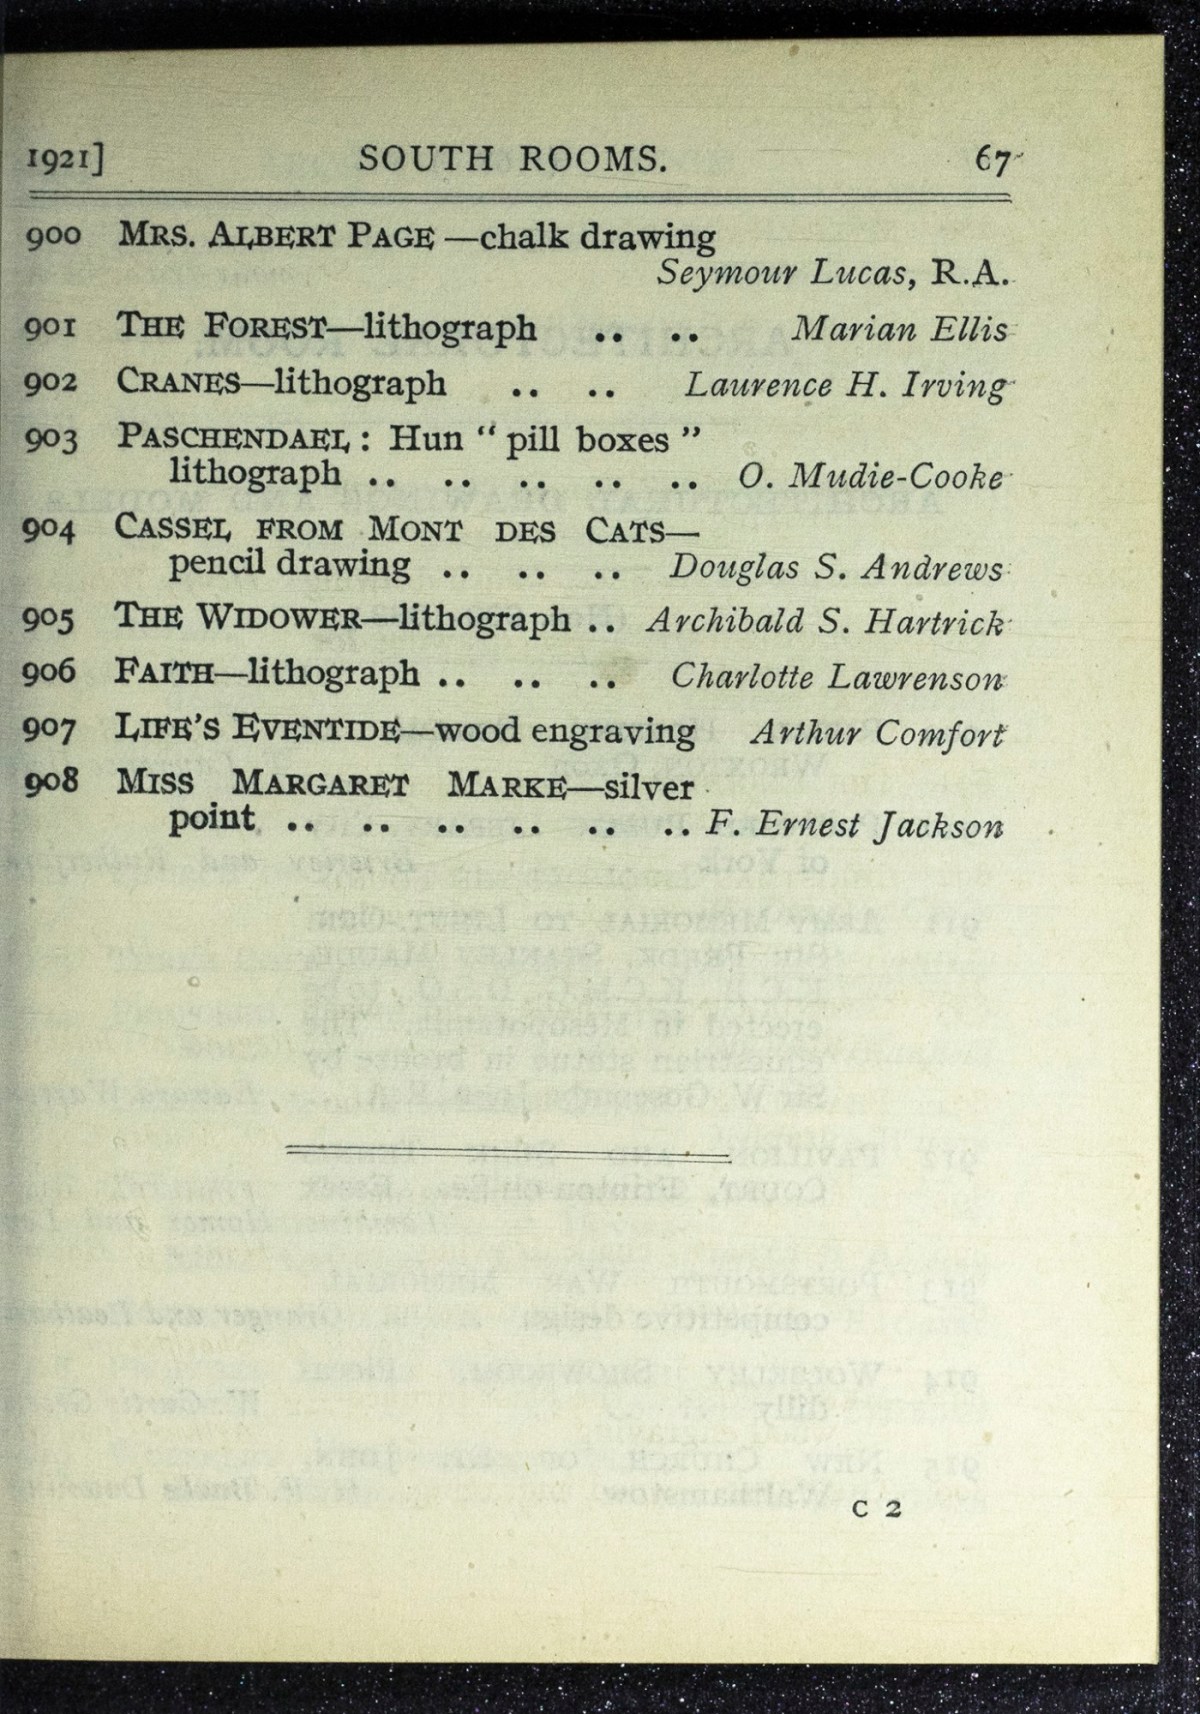 1921] SOUTH ROOMS. 67
900 MRS. ALBERT PAGE —chalk drawing
Seymour Lucas, R.A.
901 THE FOREST—lithograph .. .. Marian Ellis
902 CRANES—lithograph .. .. Laurence H. Irving
903 PASCHENDAEL : Hun “ pill boxes ”
lithograph .. .. .. .. .. O. Mudie-Cooke
904 CASSEL FROM MONT DES CATS—
pencil drawing .. .. .. Douglas S. Andrews
905 THE WIDOWER—lithograph .. Archibald S. Hartrick
906 FAITH—lithograph .. .. .. Charlotte Lawrenson
907 LIFE'S EVENTIDE—wood engraving Arthur Comfort
908 MISS MARGARET MARKE—silver
point .. .. .. .. .. .. F. Ernest Jackson
C 2